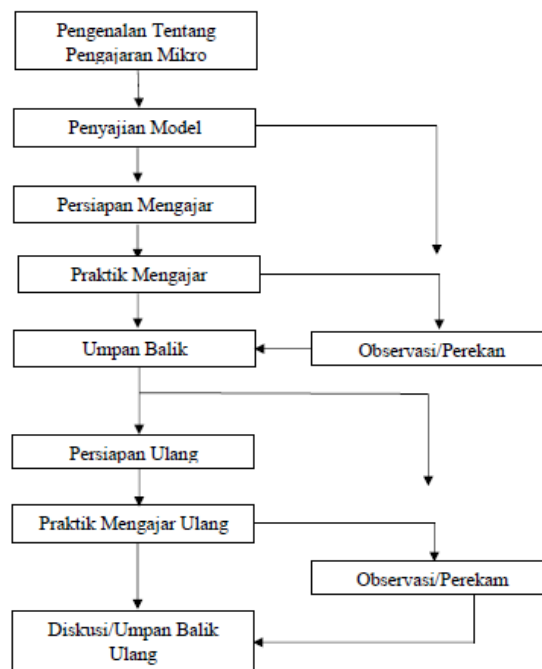 Pengenalan Tentang
Pengajaran Mikro
Penyajian Model
Persiapan Mengajar
Praktik Mengajar
Umpan Balik
Observasi/Perekan
Persiapan Ulang
Praktik Mengajar Ulang
Observasi/Perekam
Diskusi/Umpan Balik
Ulang